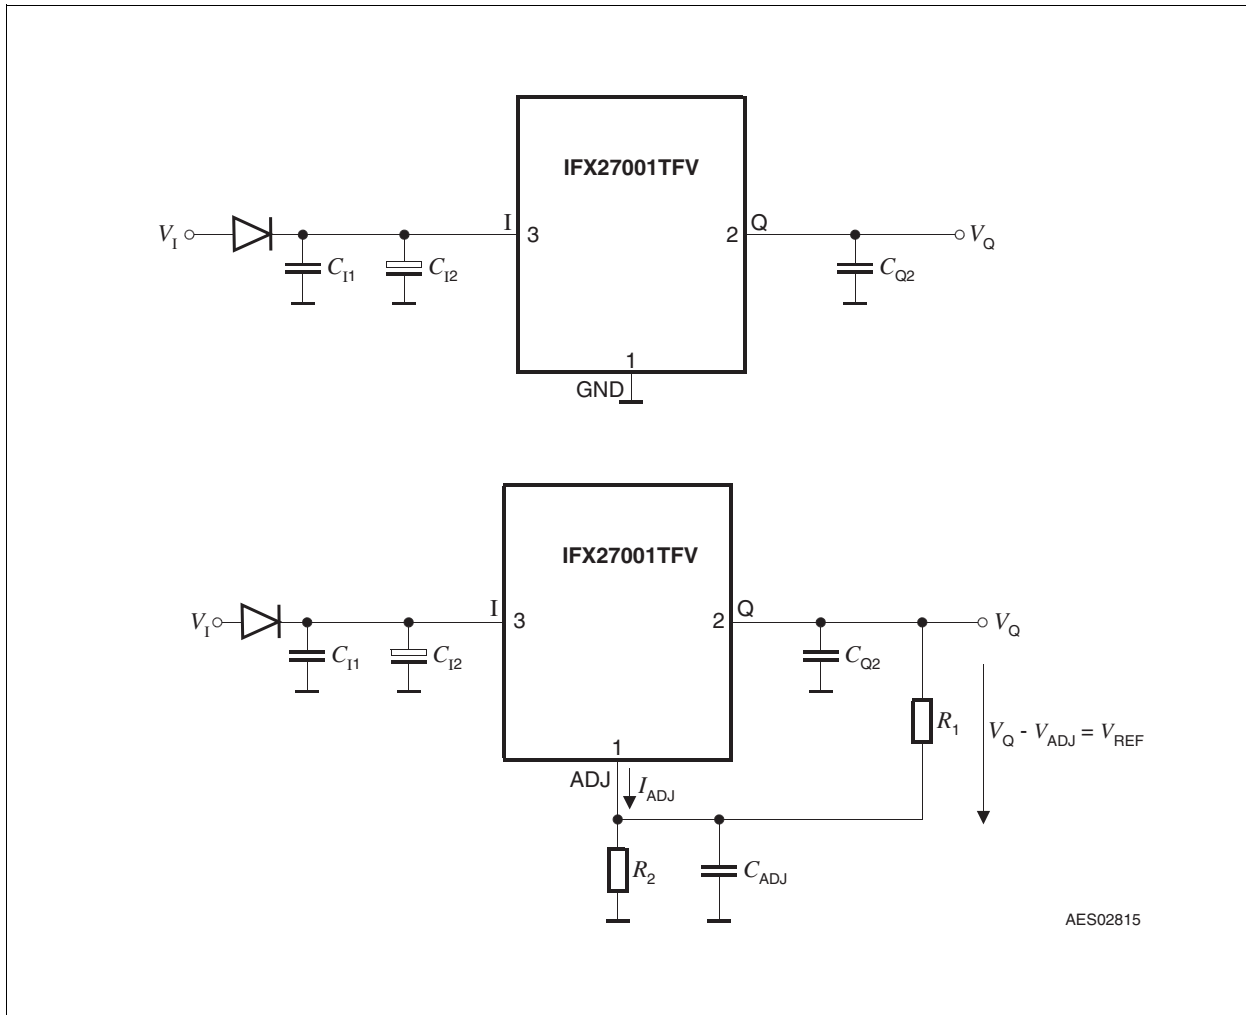 IFX27001TFV
V_I
I
3
2
Q
V_Q
C_I1
C_I2
C_Q2
1
GND
IFX27001TFV
V_I
I
3
2
Q
V_Q
C_I1
C_I2
C_Q2
R_1
V_Q - V_ADJ = V_REF
1
ADJ
I_ADJ
R_2
C_ADJ
AES02815